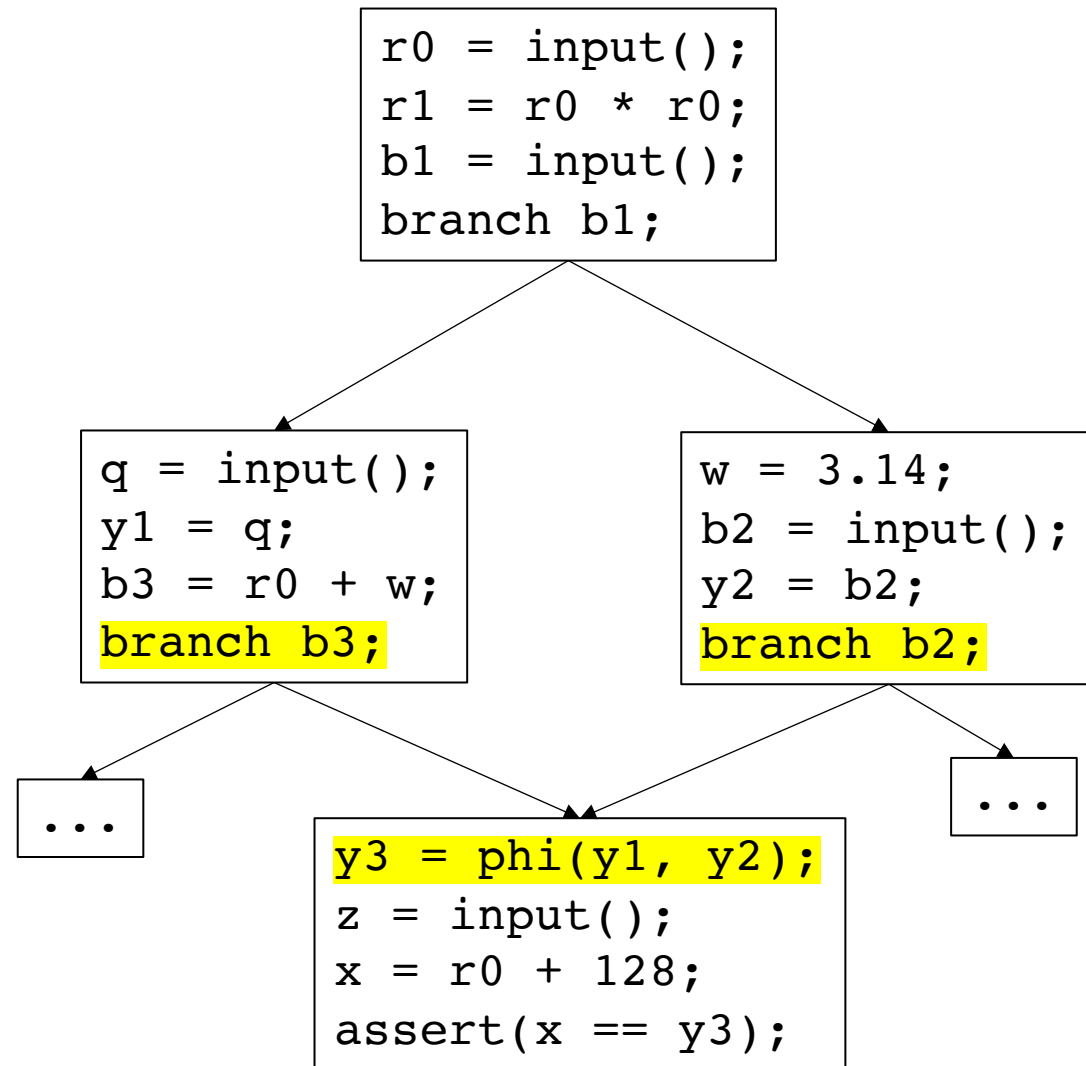 r0 = input();
r1 = r0 * r0;
b1 = input();
branch b1;
q = input();
y1 = q;
b3 = r0 + w;
branch b3;
w = 3.14;
b2 = input();
y2 = b2;
branch b2;
...
...
y3 = phi(y1, y2);
z = input();
x = r0 + 128;
assert(x == y3);